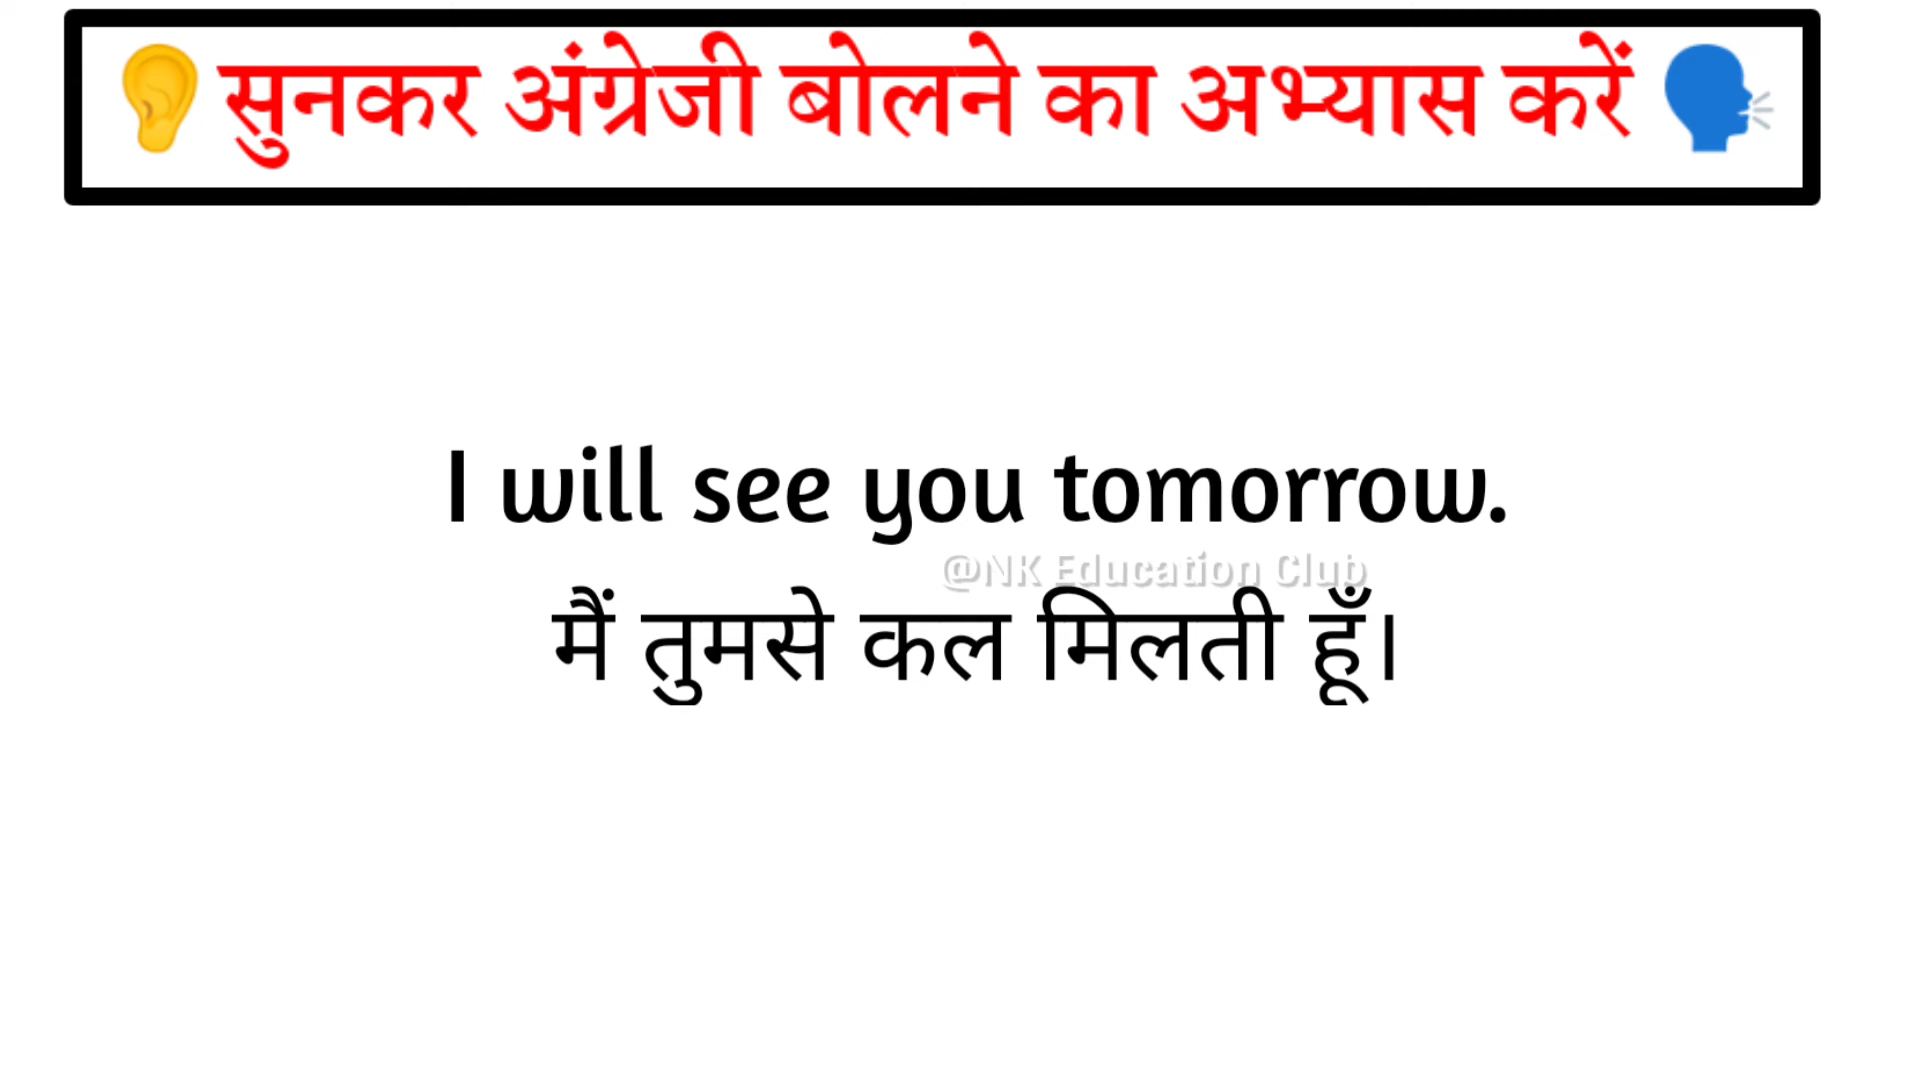 सुनकर अंग्रेजी बोलने का अभ्यास करें
I will see you tomorrow.
@NK Education Club
मैं तुमसे कल मिलती हूँ।